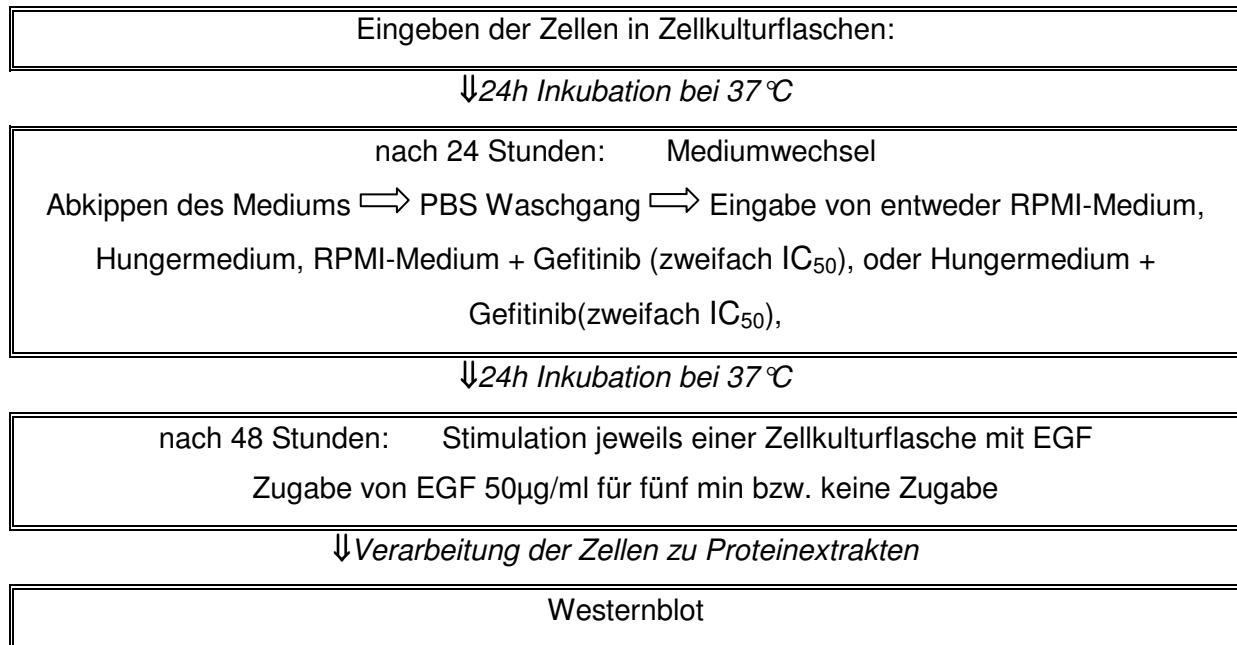 Eingeben der Zellen in Zellkulturflaschen:
⇓24h Inkubation bei 37°C
nach 24 Stunden: Mediumwechsel
Abkippen des Mediums ⇨ PBS Waschgang ⇨ Eingabe von entweder RPMI-Medium,
Hungermedium, RPMI-Medium + Gefitinib (zweifach IC₅₀), oder Hungermedium +
Gefitinib(zweifach IC₅₀),
⇓24h Inkubation bei 37°C
nach 48 Stunden: Stimulation jeweils einer Zellkulturflasche mit EGF
Zugabe von EGF 50µg/ml für fünf min bzw. keine Zugabe
⇓Verarbeitung der Zellen zu Proteinextrakten
Westernblot